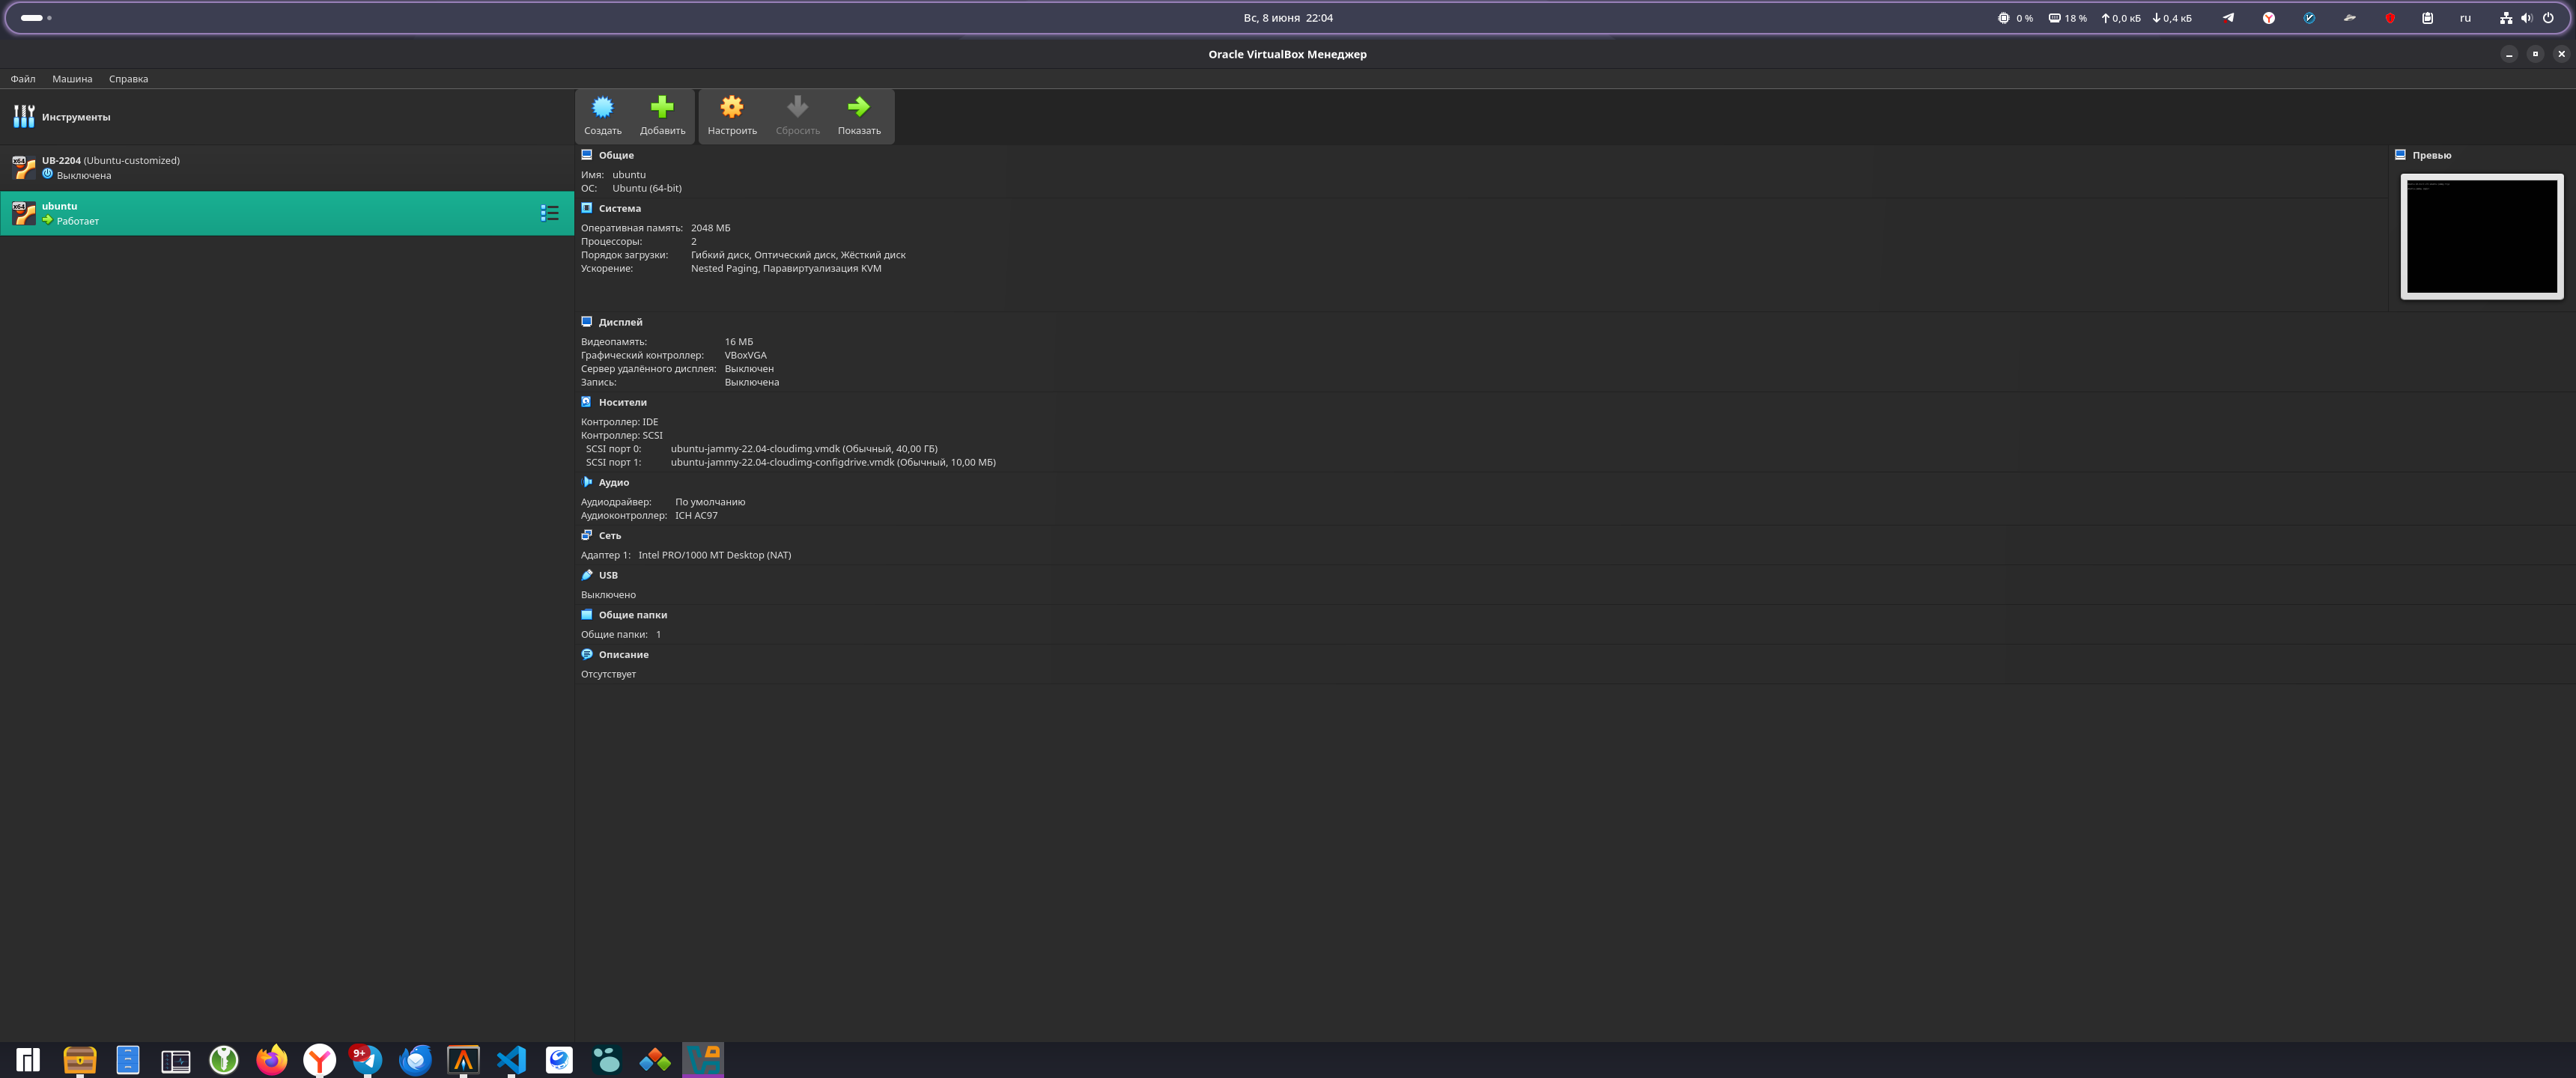 Вс, 8 июня 22:04
0 %
18 %
0,0 кБ
0,4 кБ
ru
Oracle VirtualBox Менеджер
Файл Машина Справка
Инструменты
Создать Добавить Настроить Сбросить Показать
UB-2204 (Ubuntu-customized)
Выключена
ubuntu
Работает
Общие
Имя: ubuntu
ОС: Ubuntu (64-bit)
Система
Оперативная память: 2048 МБ
Процессоры: 2
Порядок загрузки: Гибкий диск, Оптический диск, Жёсткий диск
Ускорение: Nested Paging, Паравиртуализация KVM
Превью
Дисплей
Видеопамять: 16 МБ
Графический контроллер: VBoxVGA
Сервер удалённого дисплея: Выключен
Запись: Выключена
Носители
Контроллер: IDE
Контроллер: SCSI
SCSI порт 0: ubuntu-jammy-22.04-cloudimg.vmdk (Обычный, 40,00 ГБ)
SCSI порт 1: ubuntu-jammy-22.04-cloudimg-configdrive.vmdk (Обычный, 10,00 МБ)
Аудио
Аудиодрайвер: По умолчанию
Аудиоконтроллер: ICH AC97
Сеть
Адаптер 1: Intel PRO/1000 MT Desktop (NAT)
USB
Выключено
Общие папки
Общие папки: 1
Описание
Отсутствует
9+